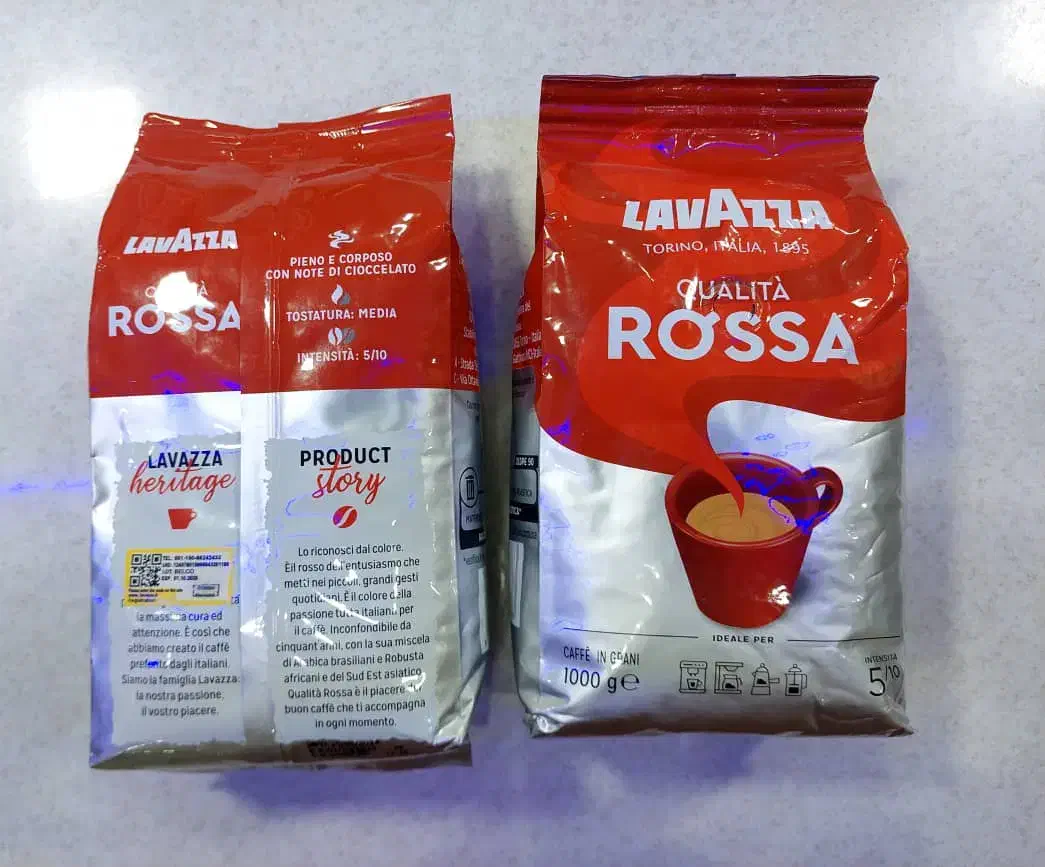 LAVAZZA
QUALITÀ
ROSSA
PIENO E CORPOSO
CON NOTE DI CIOCCELATO
TOSTATURA: MEDIA
INTENSITÀ: 5/10
LAVAZZA
heritage
la massima cura ed
attenzione. È così che
abbiamo creato il caffè
preferito dagli italiani.
Siamo la famiglia Lavazza:
la nostra passione,
il vostro piacere.
PRODUCT
story
Lo riconosci dal colore.
Èil rosso dell'entusiasmo che
metti nei piccoli, grandi gesti
quotidiani. È il colore della
passione tutta italiana per
il caffè. Inconfondibile da
cinquant'anni, con la sua miscela
di Arabica brasiliani e Robusta
africani e del Sud Est asiatico
Qualità Rossa è il piacere del
buon caffè che ti accompagna
in ogni momento.
LAVAZZA
TORINO, ITALIA, 1895
QUALITÀ
ROSSA
IDEALE PER
CAFFÈ IN GRANI
1000 g℮
INTENSITÀ
5/10